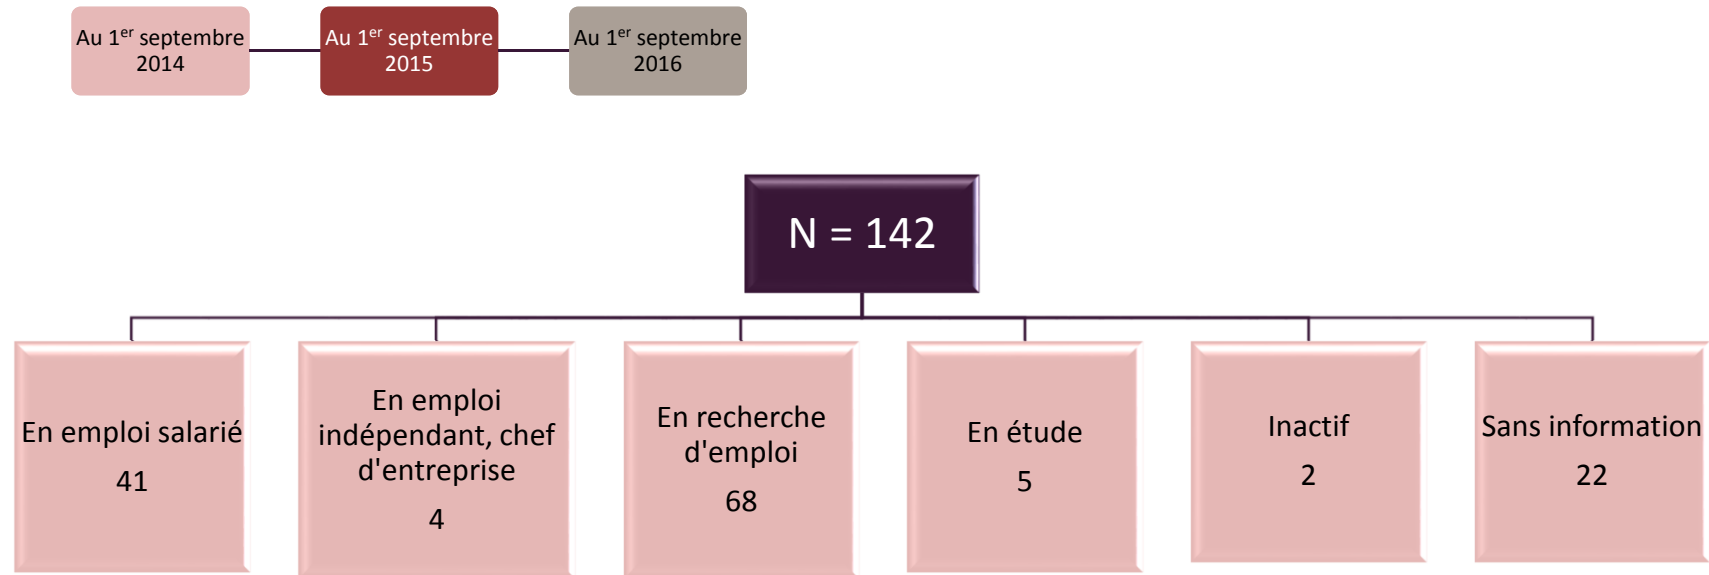 Au 1er septembre
2014
Au 1er septembre
2015
Au 1er septembre
2016
N = 142
En emploi salarié
41
En emploi
indépendant, chef
d'entreprise
4
En recherche
d'emploi
68
En étude
5
Inactif
2
Sans information
22